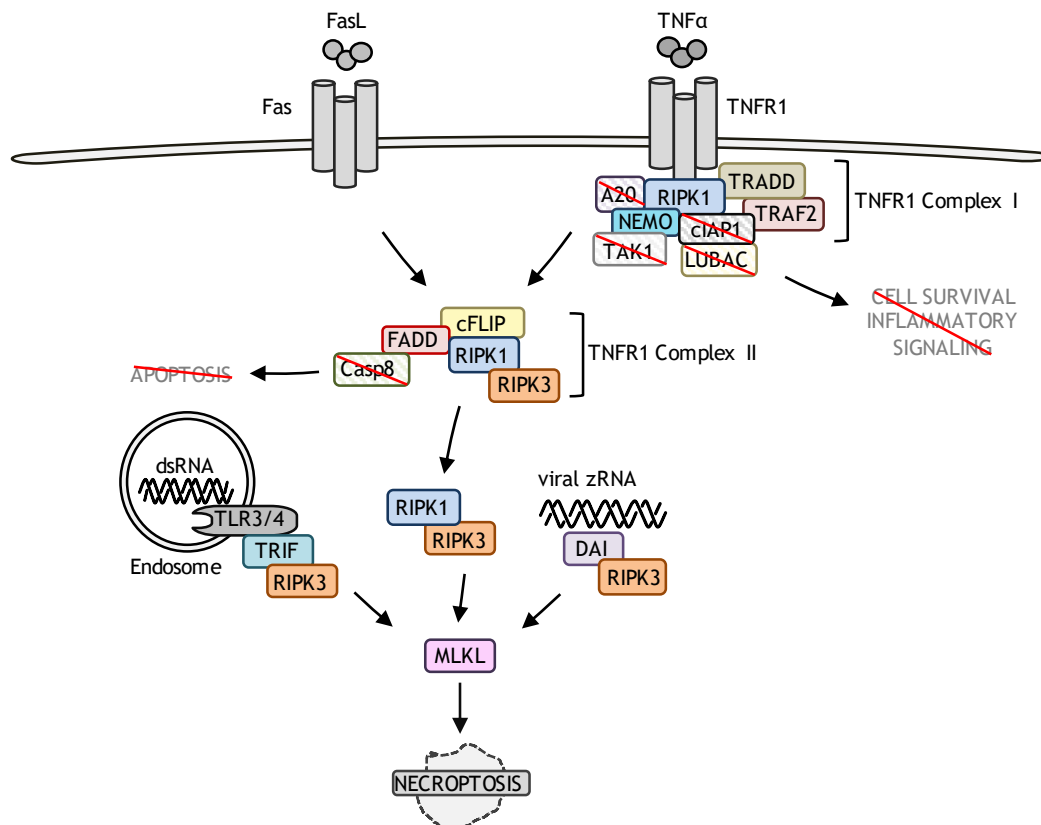 FasL
TNFα
Fas
TNFR1
A20
RIPK1
TRADD
NEMO
cIAP1
TRAF2
TAK1
LUBAC
TNFR1 Complex I
CELL SURVIVAL
INFLAMMATORY
SIGNALING
cFLIP
FADD
RIPK1
Casp8
RIPK3
TNFR1 Complex II
APOPTOSIS
dsRNA
TLR3/4
TRIF
RIPK3
Endosome
RIPK1
RIPK3
viral zRNA
DAI
RIPK3
MLKL
NECROPTOSIS